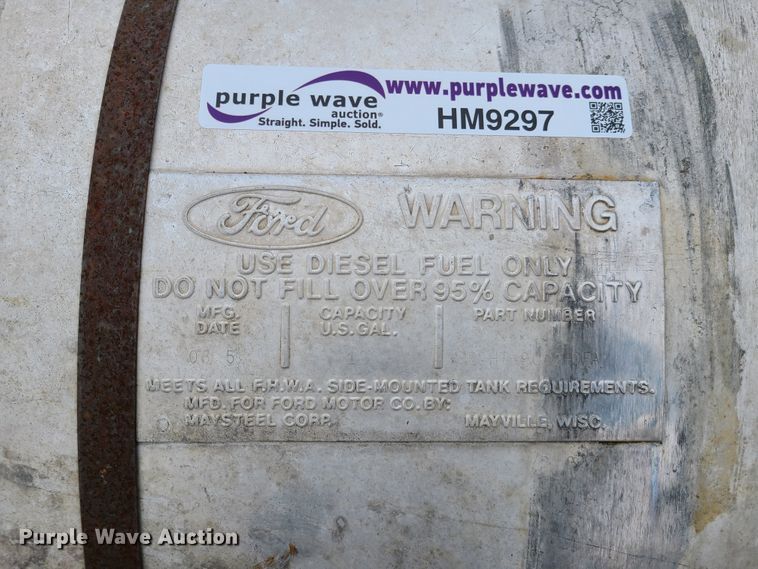 purple wave
auction®
Straight. Simple. Sold.
www.purplewave.com
HM9297
Ford WARNING
USE DIESEL FUEL ONLY
DO NOT FILL OVER 95% CAPACITY
MFG. DATE
CAPACITY U.S. GAL.
PART NUMBER
MEETS ALL F.H.W.A. SIDE-MOUNTED TANK REQUIREMENTS.
MFD. FOR FORD MOTOR CO. BY:
MAYSTEEL CORP. MAYVILLE, WISC.
Purple Wave Auction